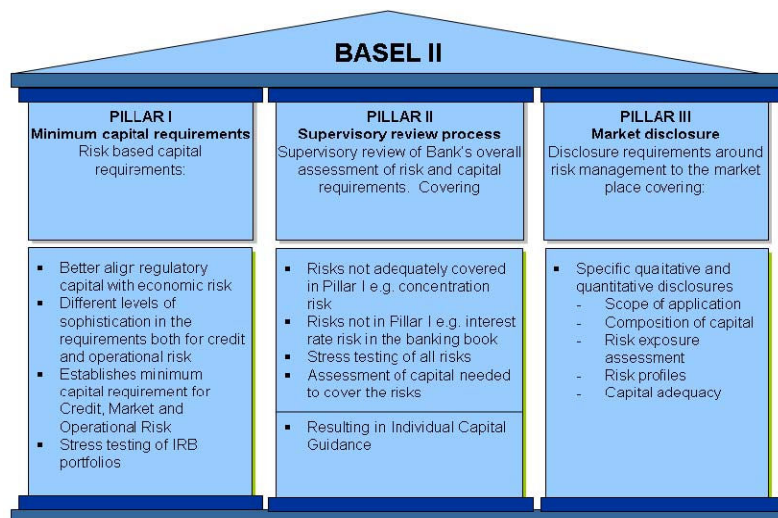 BASEL II
PILLAR I
Minimum capital requirements
Risk based capital
requirements:
▪ Better align regulatory
capital with economic risk
▪ Different levels of
sophistication in the
requirements both for credit
and operational risk
▪ Establishes minimum
capital requirement for
Credit, Market and
Operational Risk
▪ Stress testing of IRB
portfolios
PILLAR II
Supervisory review process
Supervisory review of Bank's overall
assessment of risk and capital
requirements. Covering
▪ Risks not adequately covered
in Pillar I e.g. concentration
risk
▪ Risks not in Pillar I e.g. interest
rate risk in the banking book
▪ Stress testing of all risks
▪ Assessment of capital needed
to cover the risks
▪ Resulting in Individual Capital
Guidance
PILLAR III
Market disclosure
Disclosure requirements around
risk management to the market
place covering:
▪ Specific qualitative and
quantitative disclosures
- Scope of application
- Composition of capital
- Risk exposure
assessment
- Risk profiles
- Capital adequacy